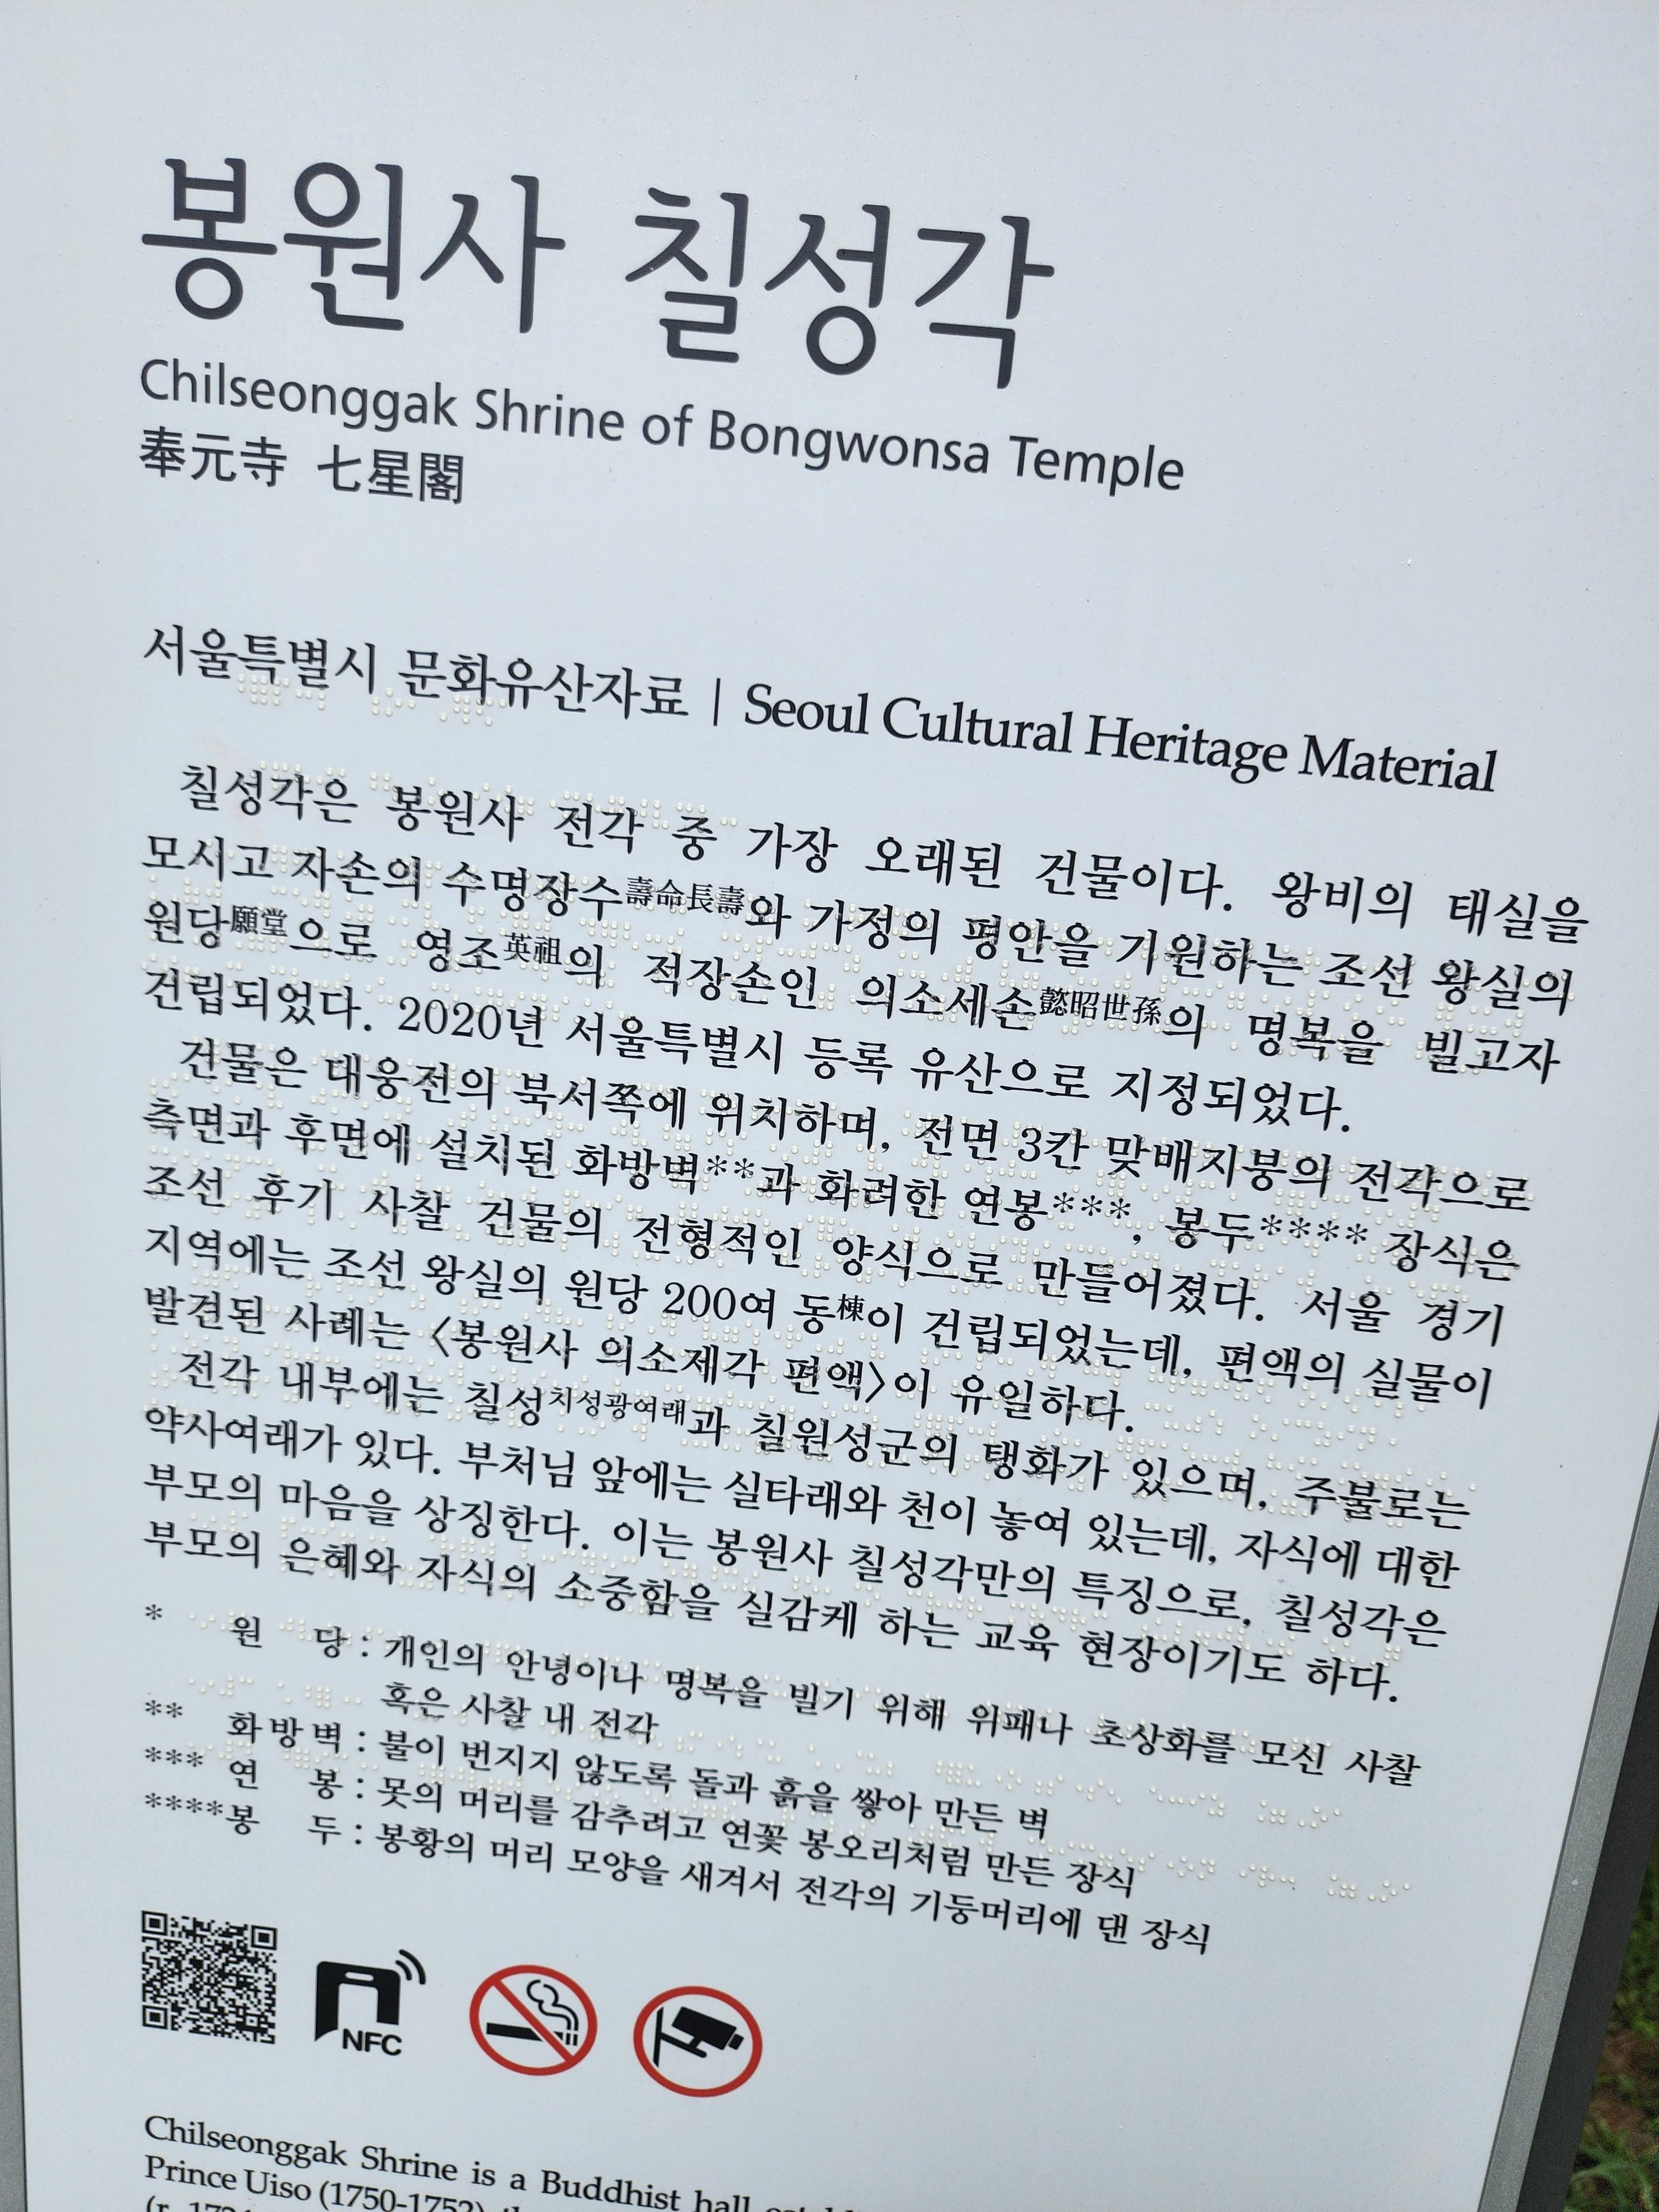 봉원사 칠성각
Chilseonggak Shrine of Bongwonsa Temple
奉元寺 七星閣
서울특별시 문화유산자료 | Seoul Cultural Heritage Material
칠성각은 봉원사 전각 중 가장 오래된 건물이다. 왕비의 태실을
모시고 자손의 수명장수壽命長壽와 가정의 평안을 기원하는 조선 왕실의
원당願堂으로 영조英祖의 적장손인 의소세손懿昭世孫의 명복을 빌고자
건립되었다. 2020년 서울특별시 등록 유산으로 지정되었다.
건물은 대웅전의 북서쪽에 위치하며, 전면 3칸 맞배지붕의 전각으로
측면과 후면에 설치된 화방벽**과 화려한 연봉***, 봉두**** 장식은
조선 후기 사찰 건물의 전형적인 양식으로 만들어졌다. 서울 경기
지역에는 조선 왕실의 원당 200여 동棟이 건립되었는데, 편액의 실물이
발견된 사례는 〈봉원사 의소제각 편액〉이 유일하다.
전각 내부에는 칠성치성광여래과 칠원성군의 탱화가 있으며, 주불로는
약사여래가 있다. 부처님 앞에는 실타래와 천이 놓여 있는데, 자식에 대한
부모의 마음을 상징한다. 이는 봉원사 칠성각만의 특징으로, 칠성각은
부모의 은혜와 자식의 소중함을 실감케 하는 교육 현장이기도 하다.
* 원 당 : 개인의 안녕이나 명복을 빌기 위해 위패나 초상화를 모신 사찰
혹은 사찰 내 전각
** 화방벽 : 불이 번지지 않도록 돌과 흙을 쌓아 만든 벽
*** 연 봉 : 못의 머리를 감추려고 연꽃 봉오리처럼 만든 장식
**** 봉 두 : 봉황의 머리 모양을 새겨서 전각의 기둥머리에 댄 장식
NFC
Chilseonggak Shrine is a Buddhist hall
Prince Uiso (1750-1752)